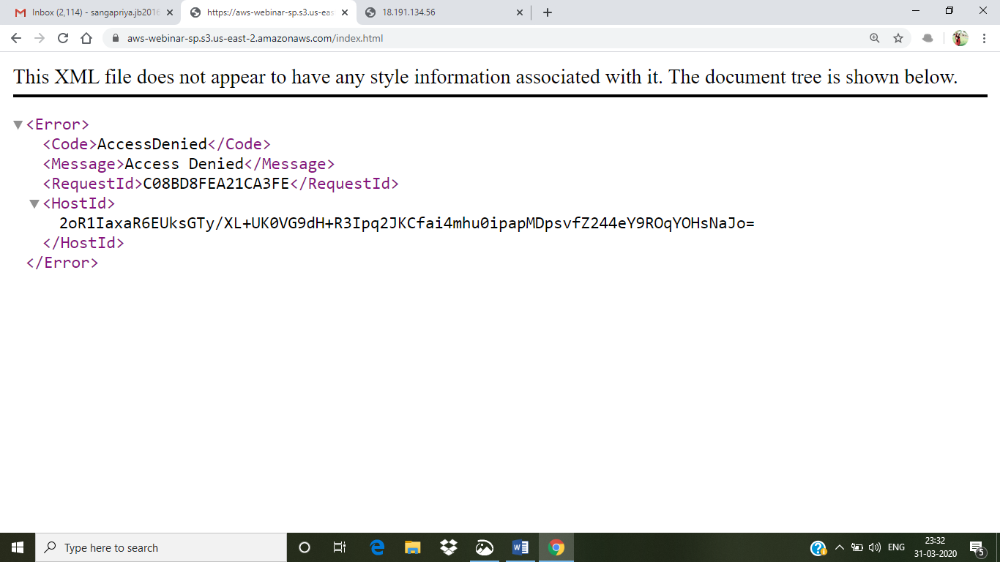 Inbox (2,114) - sangapriya.jb2016
https://aws-webinar-sp.s3.us-eas
18.191.134.56
aws-webinar-sp.s3.us-east-2.amazonaws.com/index.html
This XML file does not appear to have any style information associated with it. The document tree is shown below.
<Error>
<Code>AccessDenied</Code>
<Message>Access Denied</Message>
<RequestId>C08BD8FEA21CA3FE</RequestId>
<HostId>
2oR1IaxaR6EUksGTy/XL+UK0VG9dH+R3Ipq2JKCfai4mhu0ipapMDpsvfZ244eY9ROqYOHsNaJo=
</HostId>
</Error>
Type here to search
ENG
23:32
31-03-2020
5